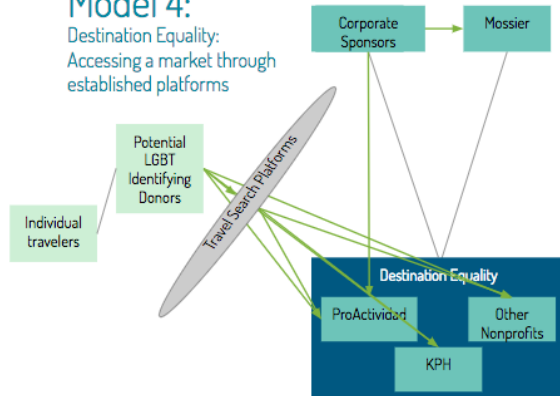 Model 4:
Destination Equality:
Accessing a market through
established platforms
Corporate
Sponsors
Mossier
Potential
LGBT
Identifying
Donors
Travel Search Platforms
Individual
travelers
Destination Equality
ProActividad
Other
Nonprofits
KPH